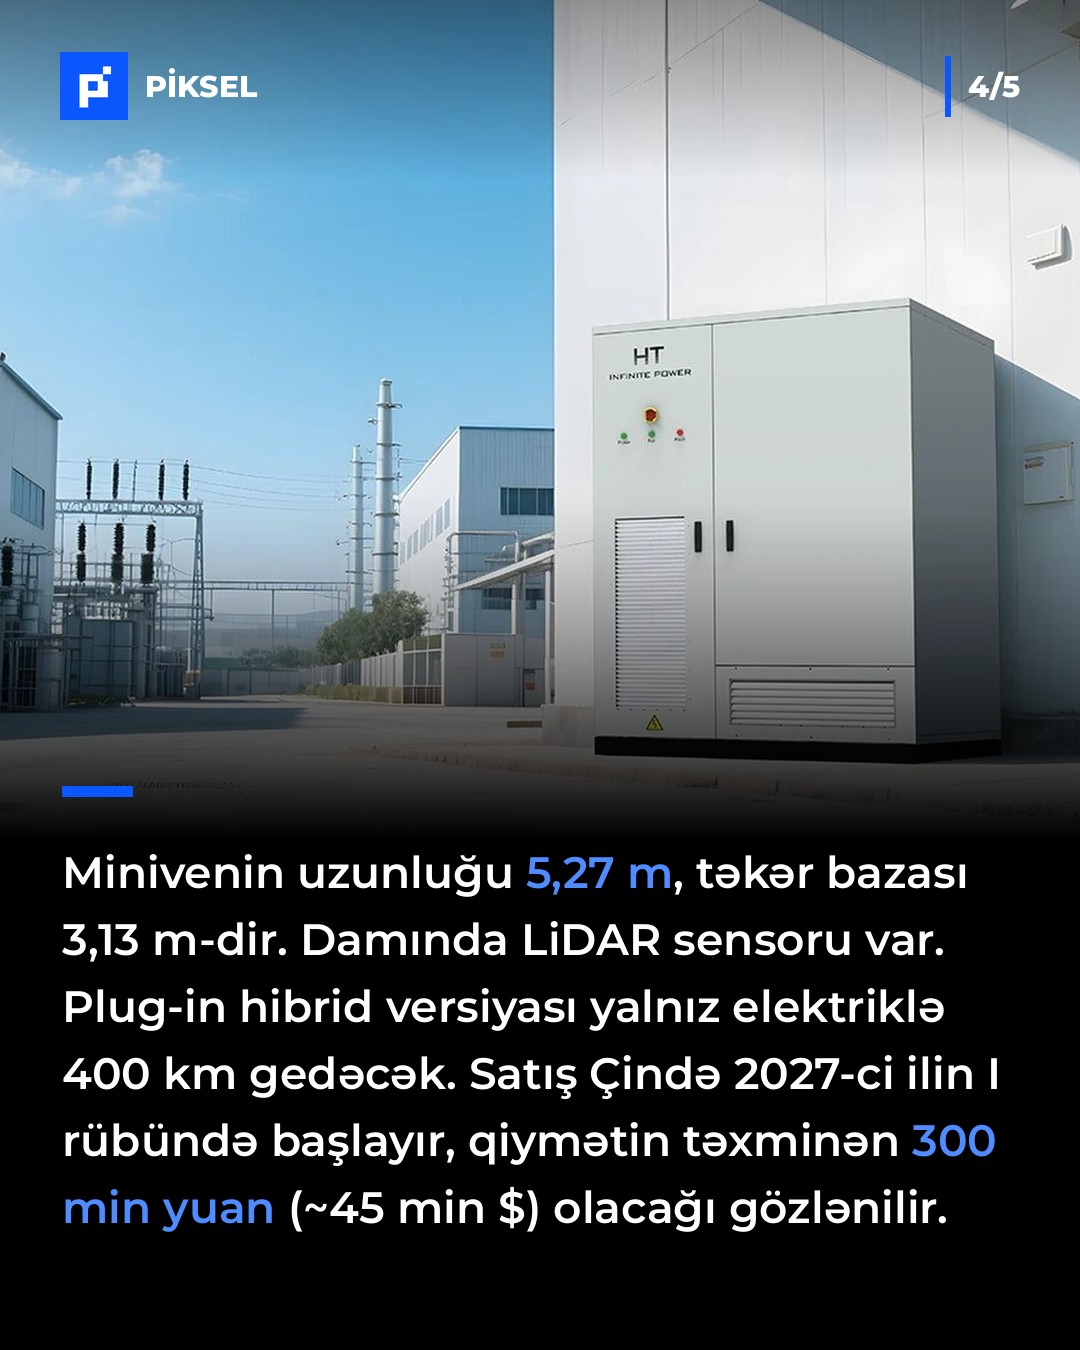 PİKSEL
4/5
HT
INFINITE POWER
Minivenin uzunluğu 5,27 m, təkər bazası
3,13 m-dir. Damında LiDAR sensoru var.
Plug-in hibrid versiyası yalnız elektriklə
400 km gedəcək. Satış Çində 2027-ci ilin I
rübündə başlayır, qiymətin təxminən 300
min yuan (~45 min $) olacağı gözlənilir.